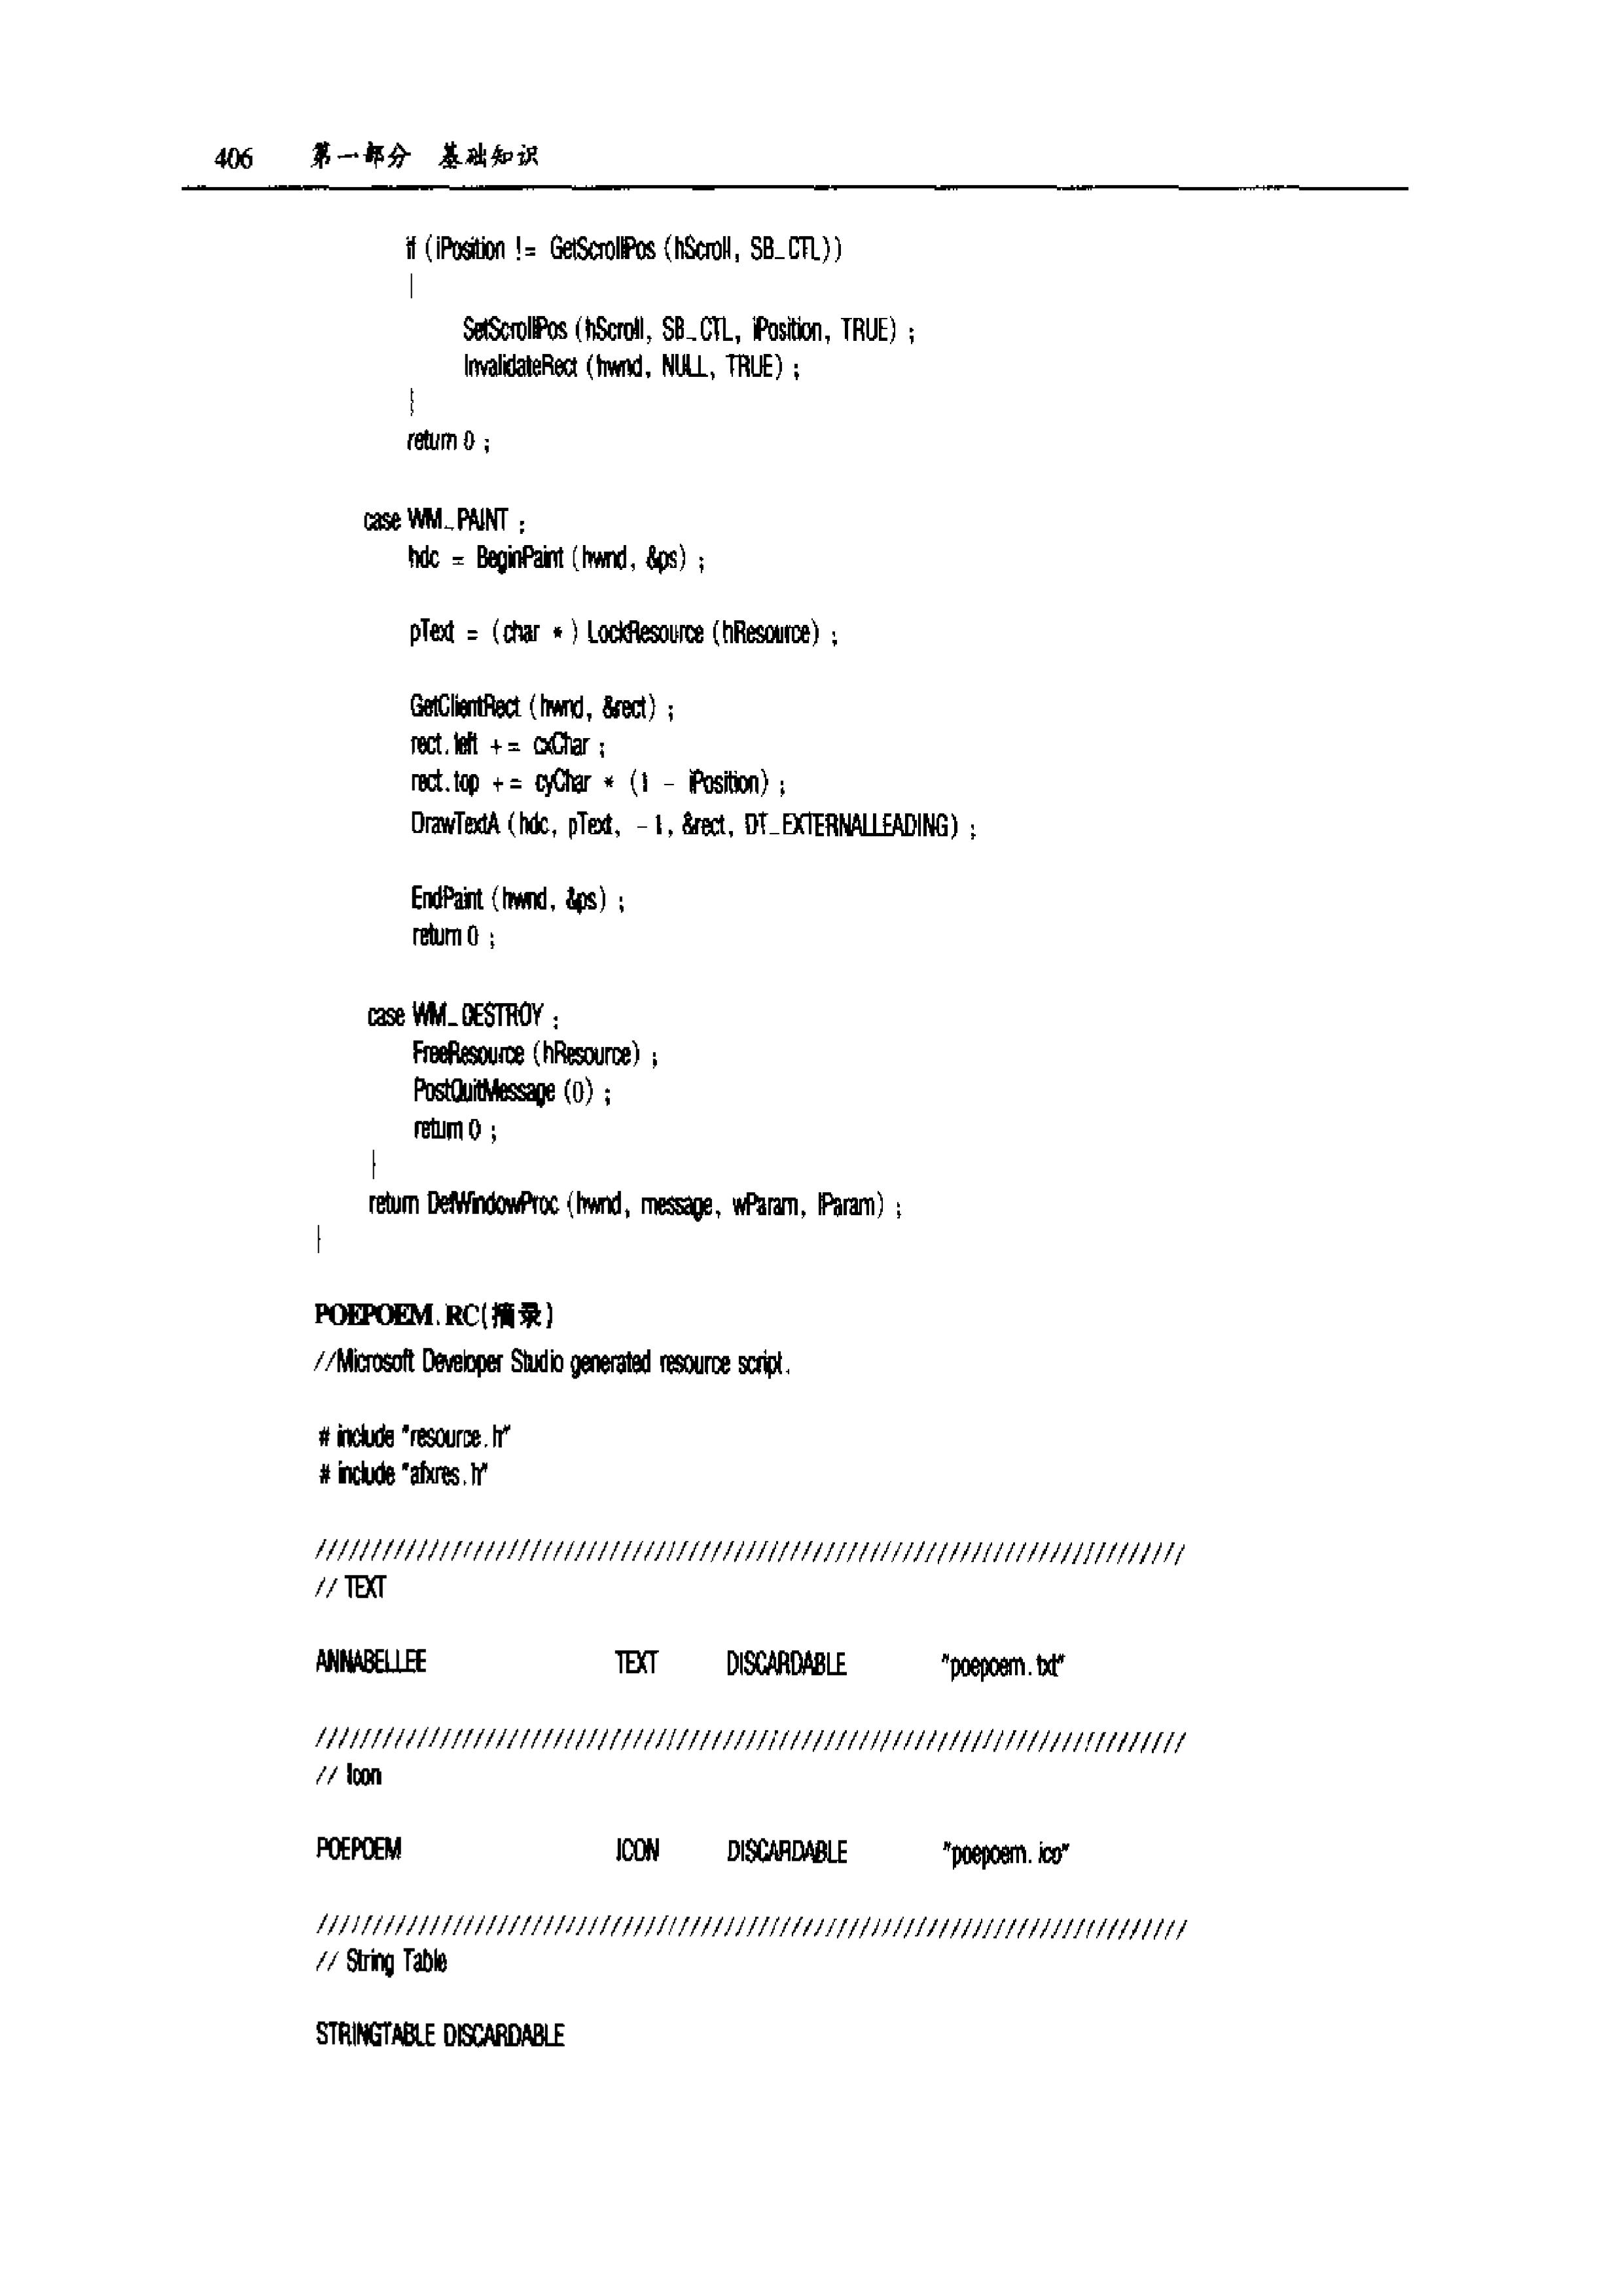 406 第一部分 基础知识
if (iPosition != GetScrollPos (hScroll, SB_CTL))
{
SetScrollPos (hScroll, SB_CTL, iPosition, TRUE) ;
InvalidateRect (hwnd, NULL, TRUE) ;
}
return 0 ;
case WM_PAINT :
hdc = BeginPaint (hwnd, &ps) ;
pText = (char * ) LockResource (hResource) ;
GetClientRect (hwnd, &rect) ;
rect.left += cxChar ;
rect.top += cyChar * (1 - iPosition) ;
DrawTextA (hdc, pText, -1, &rect, DT_EXTERNALLEADING) ;
EndPaint (hwnd, &ps) ;
return 0 ;
case WM_DESTROY :
FreeResource (hResource) ;
PostQuitMessage (0) ;
return 0 ;
}
return DefWindowProc (hwnd, message, wParam, lParam) ;
}
POEPOEM.RC(摘录)
//Microsoft Developer Studio generated resource script.
# include "resource.h"
# include "afxres.h"
/////////////////////////////////////////////////////////////////////////////
// TEXT
ANNABELLEE TEXT DISCARDABLE "poepoem.txt"
/////////////////////////////////////////////////////////////////////////////
// Icon
POEPOEM ICON DISCARDABLE "poepoem.ico"
/////////////////////////////////////////////////////////////////////////////
// String Table
STRINGTABLE DISCARDABLE